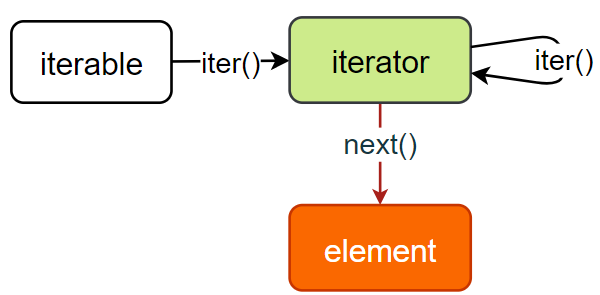 iterable
iter()
iterator
iter()
next()
element